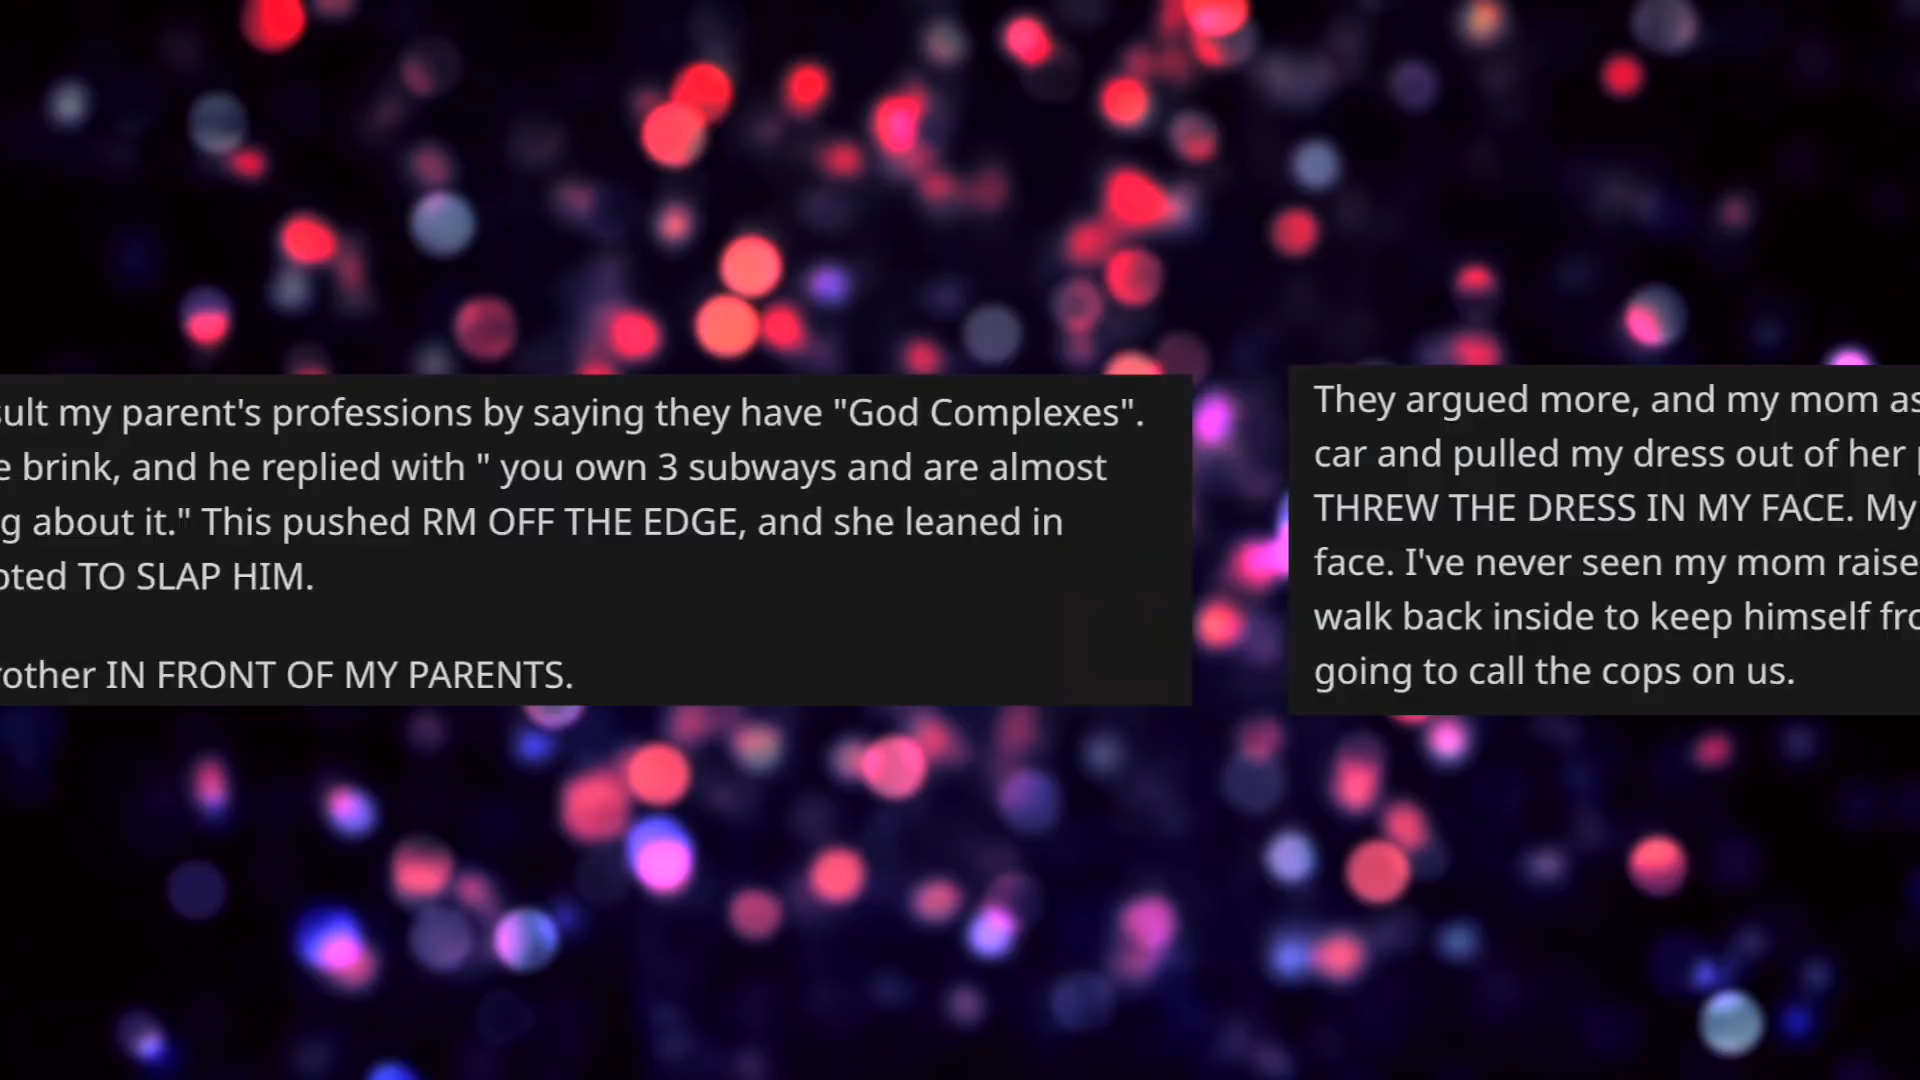 sult my parent's professions by saying they have "God Complexes".
e brink, and he replied with " you own 3 subways and are almost
g about it." This pushed RM OFF THE EDGE, and she leaned in
pted TO SLAP HIM.
rother IN FRONT OF MY PARENTS.
They argued more, and my mom as
car and pulled my dress out of her
THREW THE DRESS IN MY FACE. My
face. I've never seen my mom raise
walk back inside to keep himself fro
going to call the cops on us.